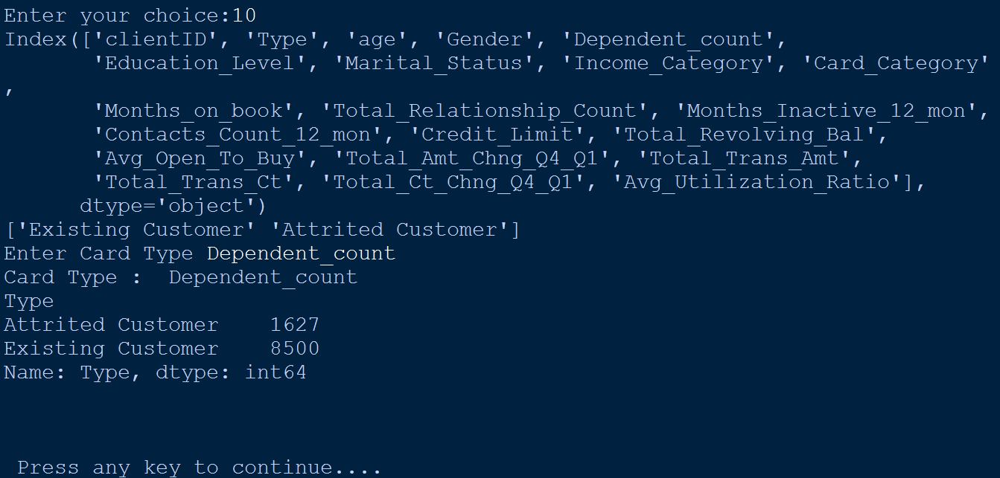 Enter your choice:10
Index(['clientID', 'Type', 'age', 'Gender', 'Dependent_count',
       'Education_Level', 'Marital_Status', 'Income_Category', 'Card_Category'
,
       'Months_on_book', 'Total_Relationship_Count', 'Months_Inactive_12_mon',
       'Contacts_Count_12_mon', 'Credit_Limit', 'Total_Revolving_Bal',
       'Avg_Open_To_Buy', 'Total_Amt_Chng_Q4_Q1', 'Total_Trans_Amt',
       'Total_Trans_Ct', 'Total_Ct_Chng_Q4_Q1', 'Avg_Utilization_Ratio'],
      dtype='object')
['Existing Customer' 'Attrited Customer']
Enter Card Type Dependent_count
Card Type :  Dependent_count
Type
Attrited Customer    1627
Existing Customer    8500
Name: Type, dtype: int64
 Press any key to continue....